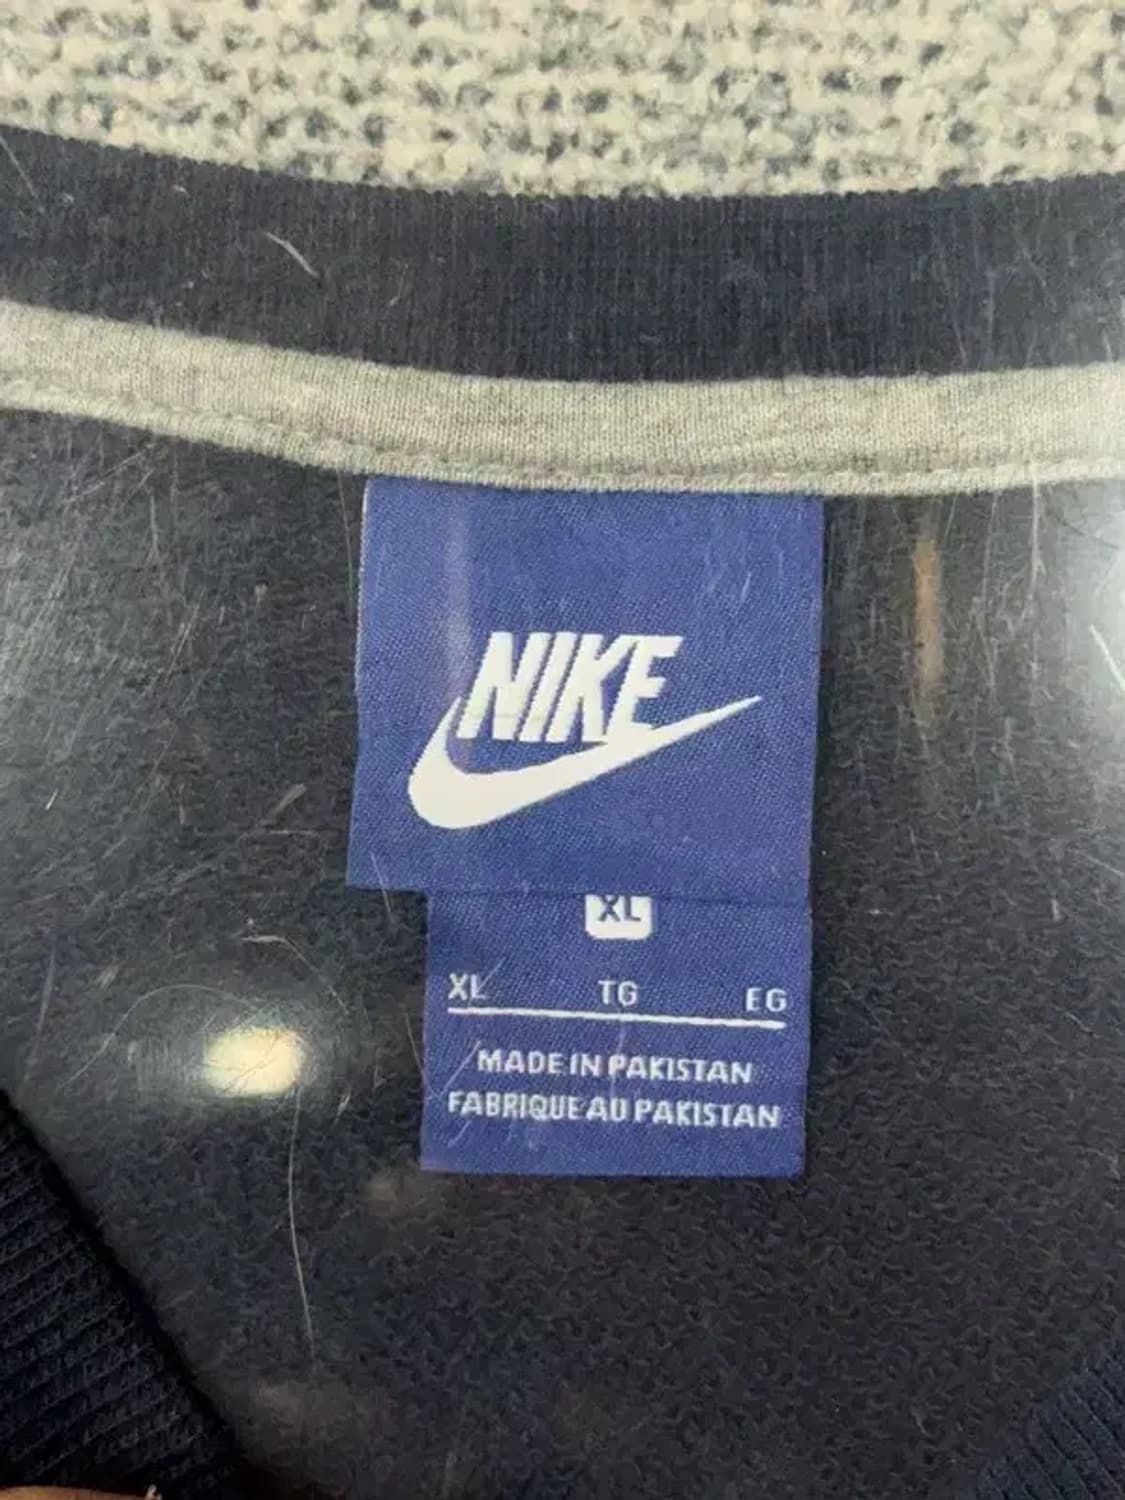 NIKE
XL
XL TG EG
MADE IN PAKISTAN
FABRIQUE AU PAKISTAN